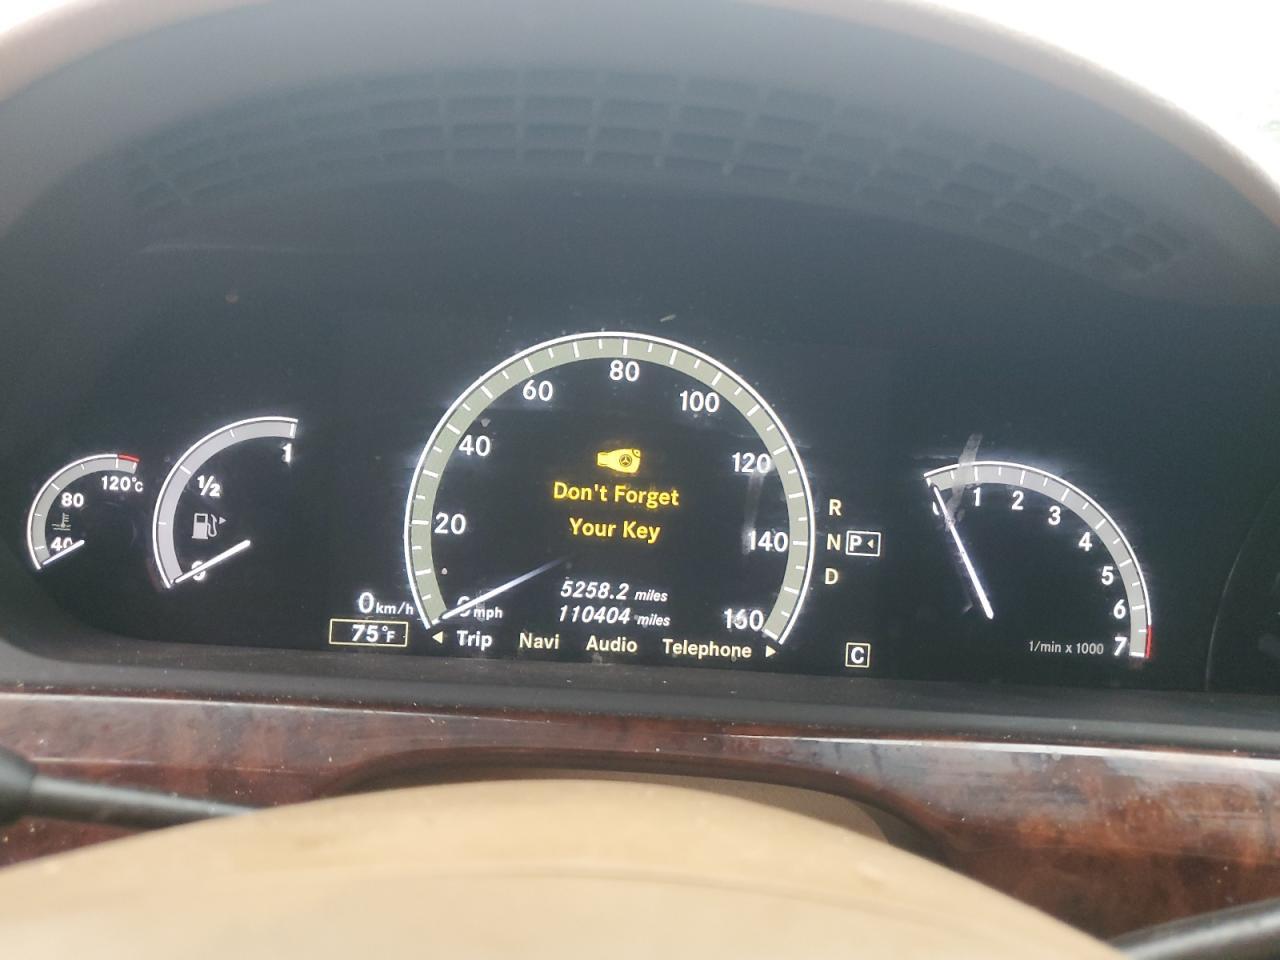 80
60
100
40
120
1
120°c
80
1/2
Don't Forget
20
Your Key
140
40
R
N P
D
0 1 2 3 4 5 6 7
5258.2 miles
0 km/h
mph
110404 miles
160
75°F
Trip Navi Audio Telephone
C
1/min x 1000